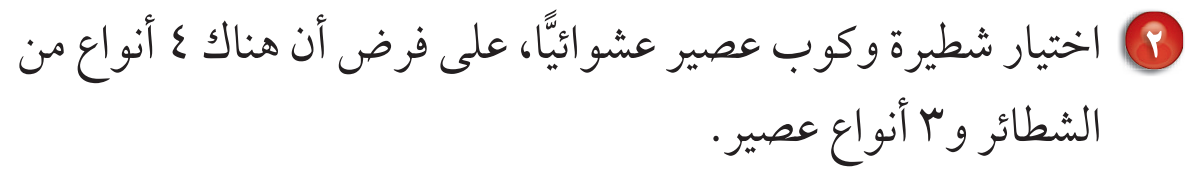 ٢ اختيار شطيرة وكوب عصير عشوائيًّا، على فرض أن هناك ٤ أنواع من
الشطائر و٣ أنواع عصير.